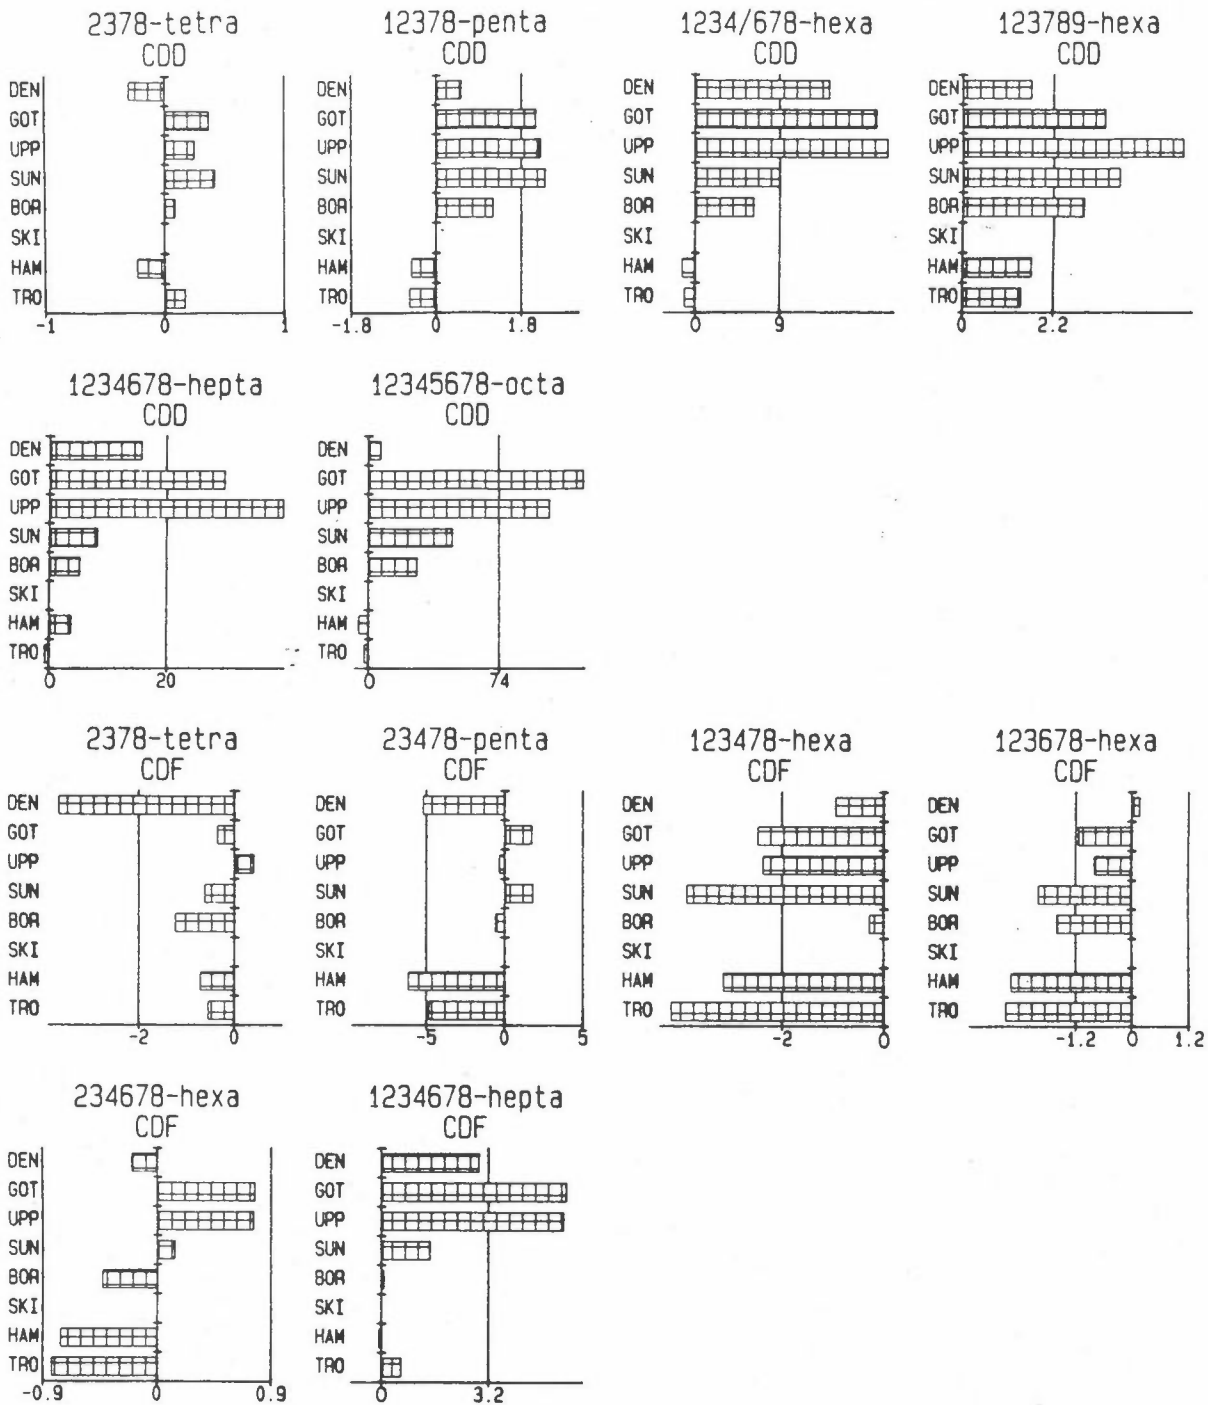 2378-tetra
CDD
DEN
GOT
UPP
SUN
BOR
SKI
HAM
TRO
-1 0 1
12378-penta
CDD
DEN
GOT
UPP
SUN
BOR
SKI
HAM
TRO
-1.8 0 1.8
1234/678-hexa
CDD
DEN
GOT
UPP
SUN
BOR
SKI
HAM
TRO
0 9
123789-hexa
CDD
DEN
GOT
UPP
SUN
BOR
SKI
HAM
TRO
0 2.2
1234678-hepta
CDD
DEN
GOT
UPP
SUN
BOR
SKI
HAM
TRO
0 20
12345678-octa
CDD
DEN
GOT
UPP
SUN
BOR
SKI
HAM
TRO
0 74
2378-tetra
CDF
DEN
GOT
UPP
SUN
BOR
SKI
HAM
TRO
-2 0
23478-penta
CDF
DEN
GOT
UPP
SUN
BOR
SKI
HAM
TRO
-5 0 5
123478-hexa
CDF
DEN
GOT
UPP
SUN
BOR
SKI
HAM
TRO
-2 0
123678-hexa
CDF
DEN
GOT
UPP
SUN
BOR
SKI
HAM
TRO
-1.2 0 1.2
234678-hexa
CDF
DEN
GOT
UPP
SUN
BOR
SKI
HAM
TRO
-0.9 0 0.9
1234678-hepta
CDF
DEN
GOT
UPP
SUN
BOR
SKI
HAM
TRO
0 3.2